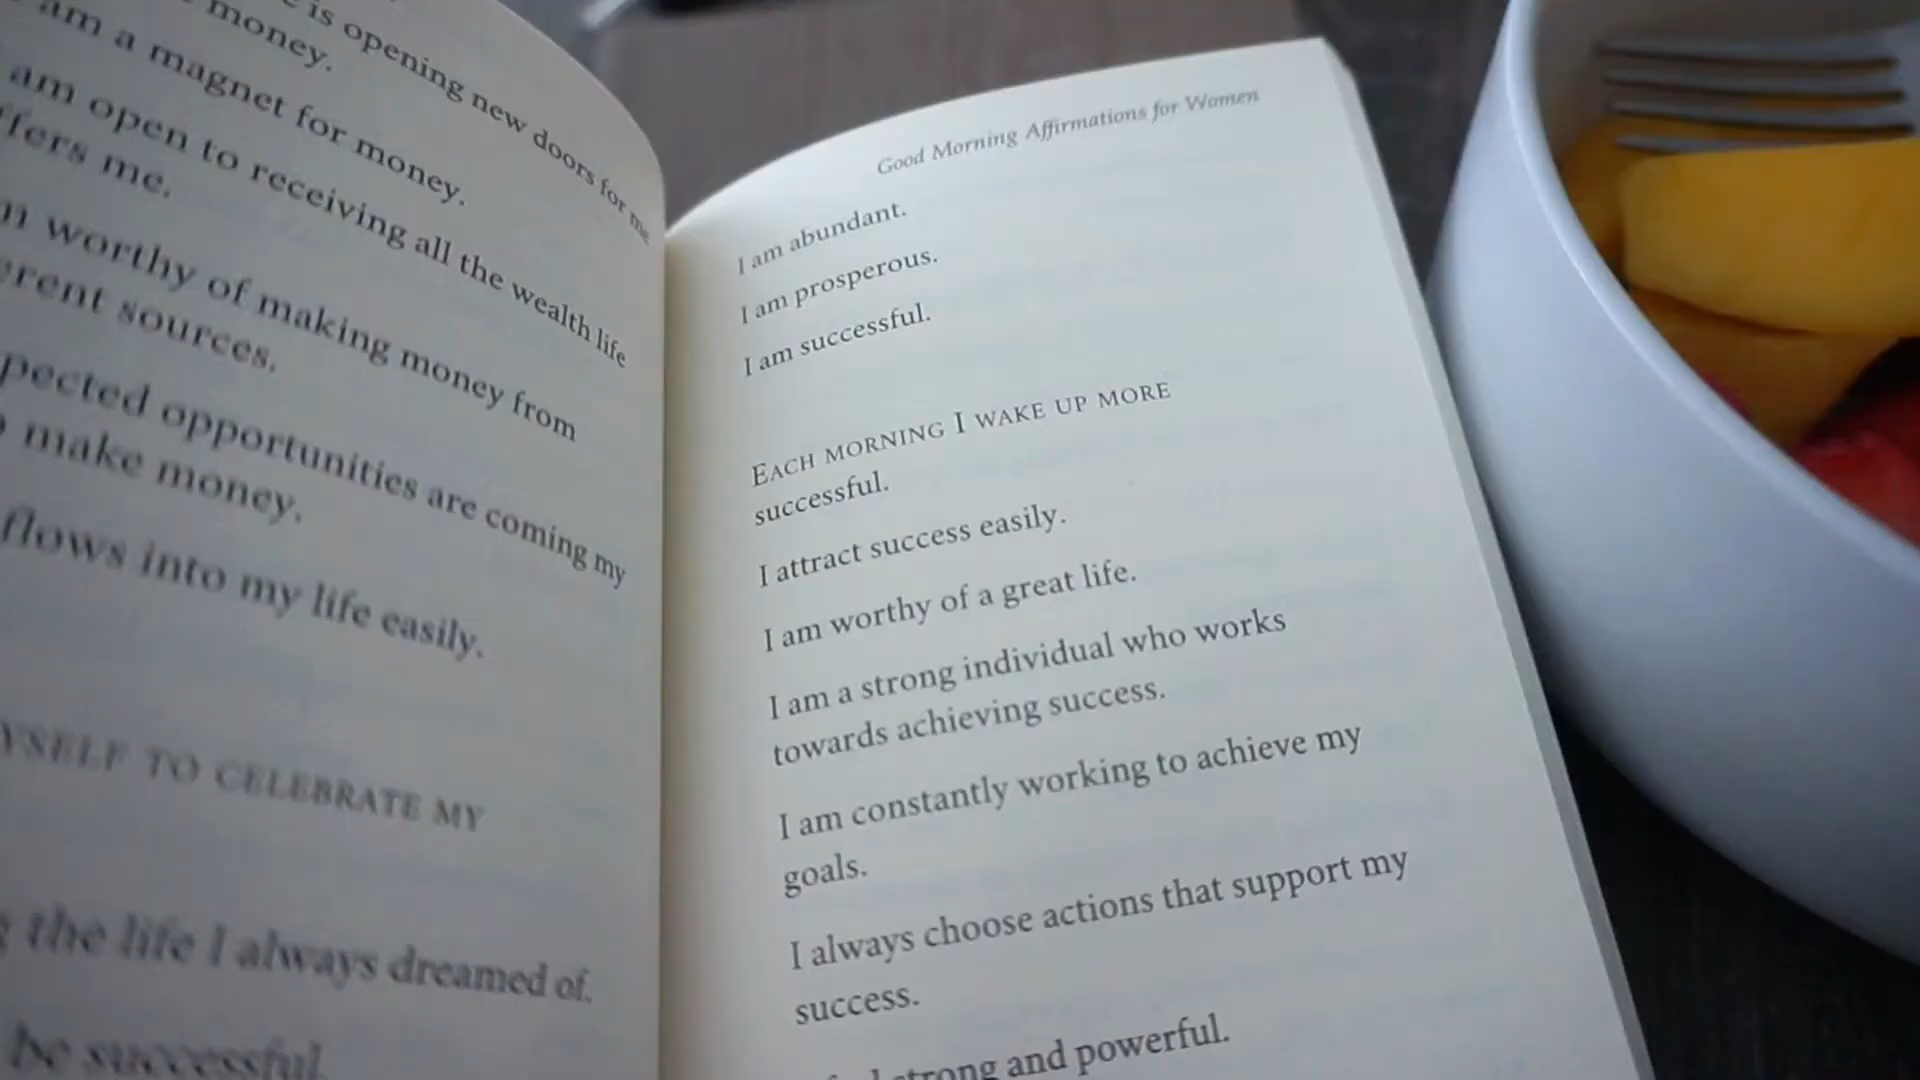 is opening new doors for me
money.
am a magnet for money.
am open to receiving all the wealth life
ffers me.
worthy of making money from
erent sources.
pected opportunities are coming my
make money.
flows into my life easily.
YSELF TO CELEBRATE MY
the life I always dreamed of.
be successful
Good Morning Affirmations for Women
I am abundant.
I am prosperous.
I am successful.
EACH MORNING I WAKE UP MORE
successful.
I attract success easily.
I am worthy of a great life.
I am a strong individual who works
towards achieving success.
I am constantly working to achieve my
goals.
I always choose actions that support my
success.
strong and powerful.